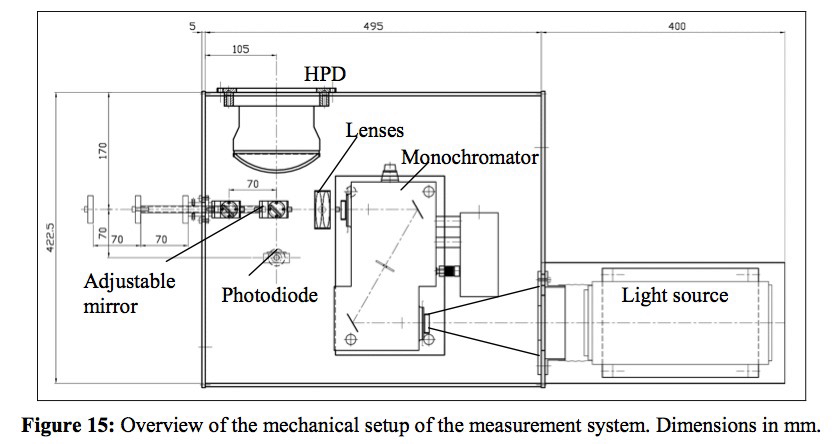 5
495
400
105
HPD
Lenses
170
Monochromator
70
422.5
70
70
70
Adjustable
mirror
Photodiode
Light source
Figure 15: Overview of the mechanical setup of the measurement system. Dimensions in mm.